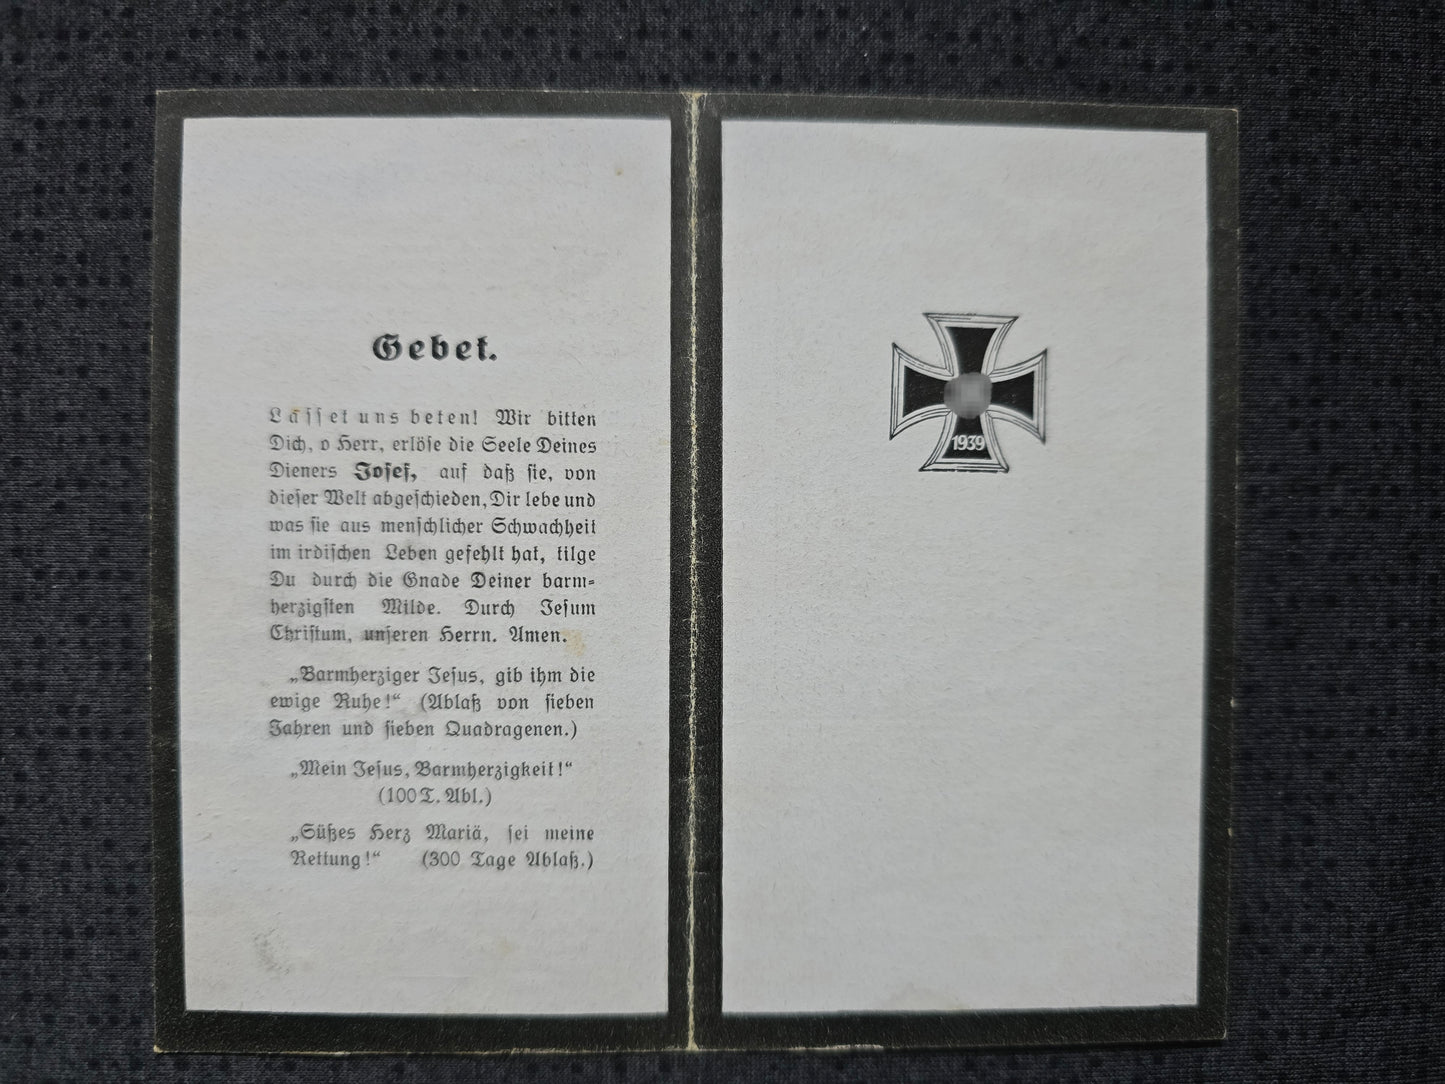 Gebet.
Lasset uns beten! Wir bitten
Dich, o Herr, erlöse die Seele Deines
Dieners Josef, auf daß sie, von
dieser Welt abgeschieden, Dir lebe und
was sie aus menschlicher Schwachheit
im irdischen Leben gefehlt hat, tilge
Du durch die Gnade Deiner barm-
herzigsten Milde. Durch Jesum
Christum, unseren Herrn. Amen.
„Barmherziger Jesus, gib ihm die
ewige Ruhe!“ (Ablaß von sieben
Jahren und sieben Quadragenen.)
„Mein Jesus, Barmherzigkeit!“
(100 T. Abl.)
„Süßes Herz Mariä, sei meine
Rettung!“ (300 Tage Ablaß.)
1939